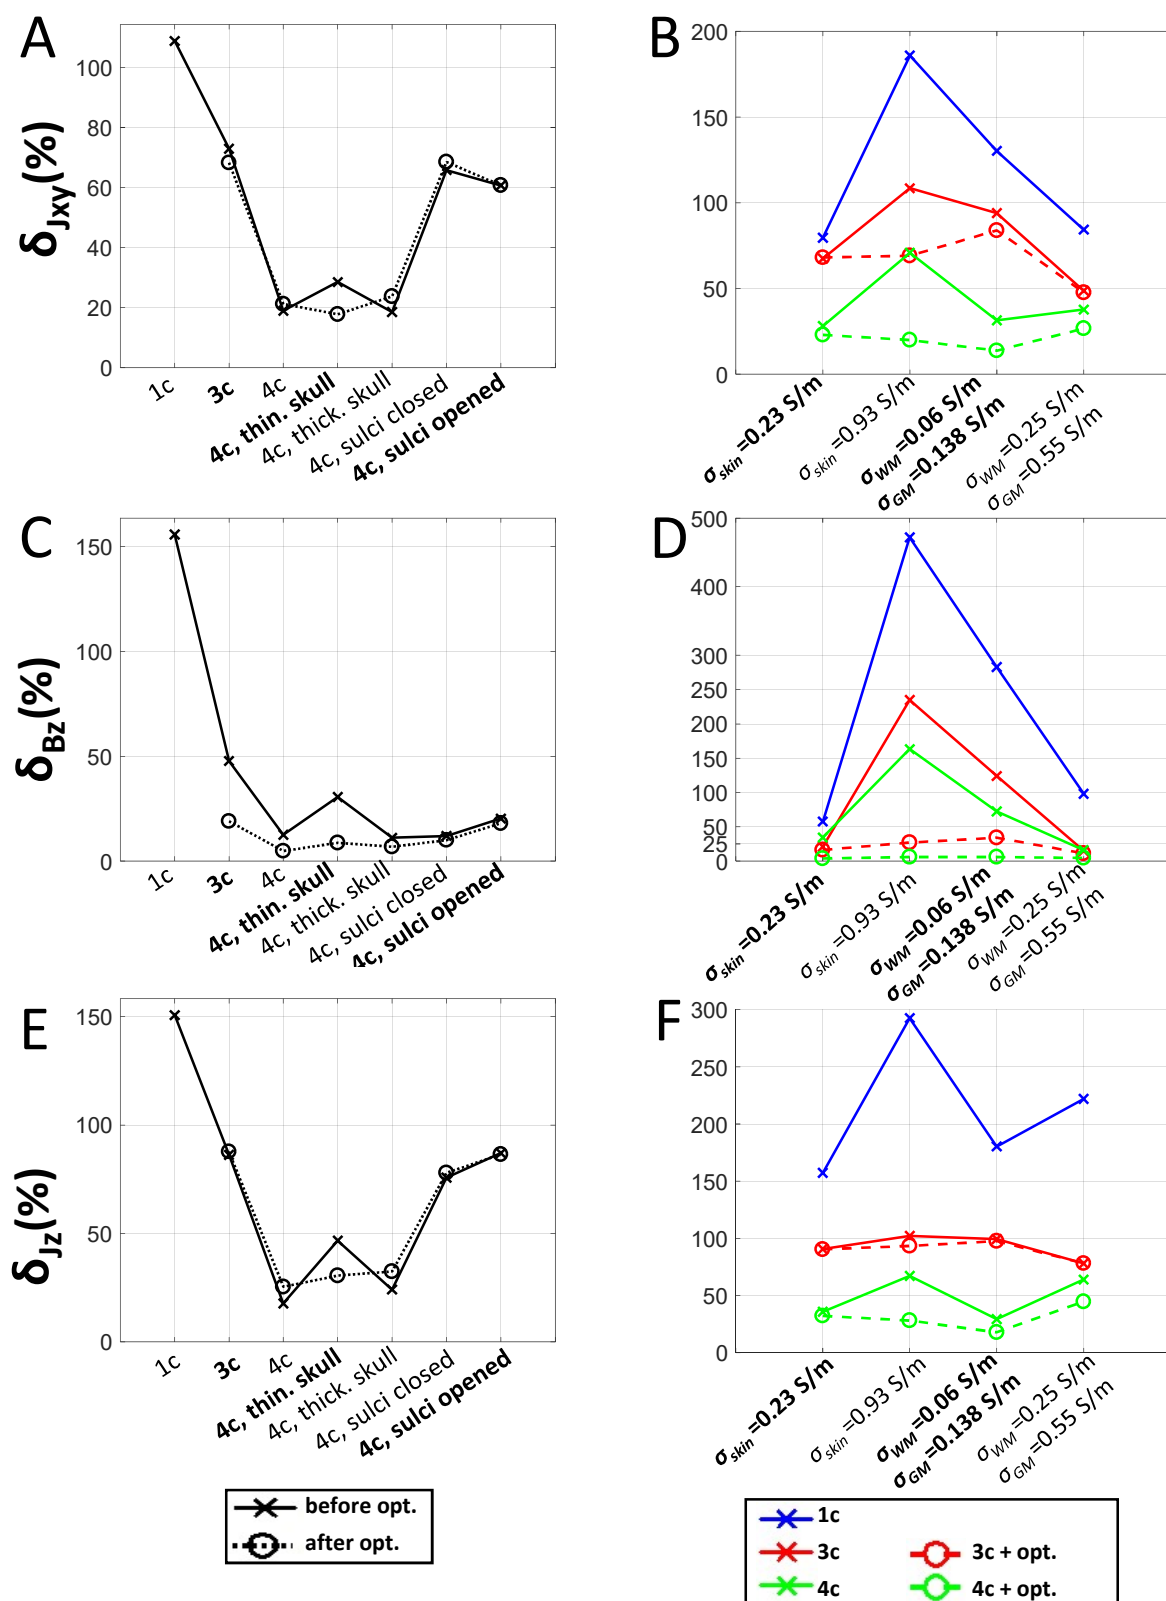 A
δJxy(%)
100
80
60
40
20
0
1c
3c
4c
4c, thin. skull
4c, thick. skull
4c, sulci closed
4c, sulci opened
B
200
150
100
50
0
σskin =0.23 S/m
σskin =0.93 S/m
σWM =0.06 S/m
σGM =0.138 S/m
σWM =0.25 S/m
σGM =0.55 S/m
C
δBz(%)
150
100
50
0
1c
3c
4c
4c, thin. skull
4c, thick. skull
4c, sulci closed
4c, sulci opened
D
500
400
300
250
200
150
100
50
25
0
σskin =0.23 S/m
σskin =0.93 S/m
σWM =0.06 S/m
σGM =0.138 S/m
σWM =0.25 S/m
σGM =0.55 S/m
E
δJz(%)
150
100
50
0
1c
3c
4c
4c, thin. skull
4c, thick. skull
4c, sulci closed
4c, sulci opened
F
300
250
200
150
100
50
0
σskin =0.23 S/m
σskin =0.93 S/m
σWM =0.06 S/m
σGM =0.138 S/m
σWM =0.25 S/m
σGM =0.55 S/m
before opt.
after opt.
1c
3c
3c + opt.
4c
4c + opt.